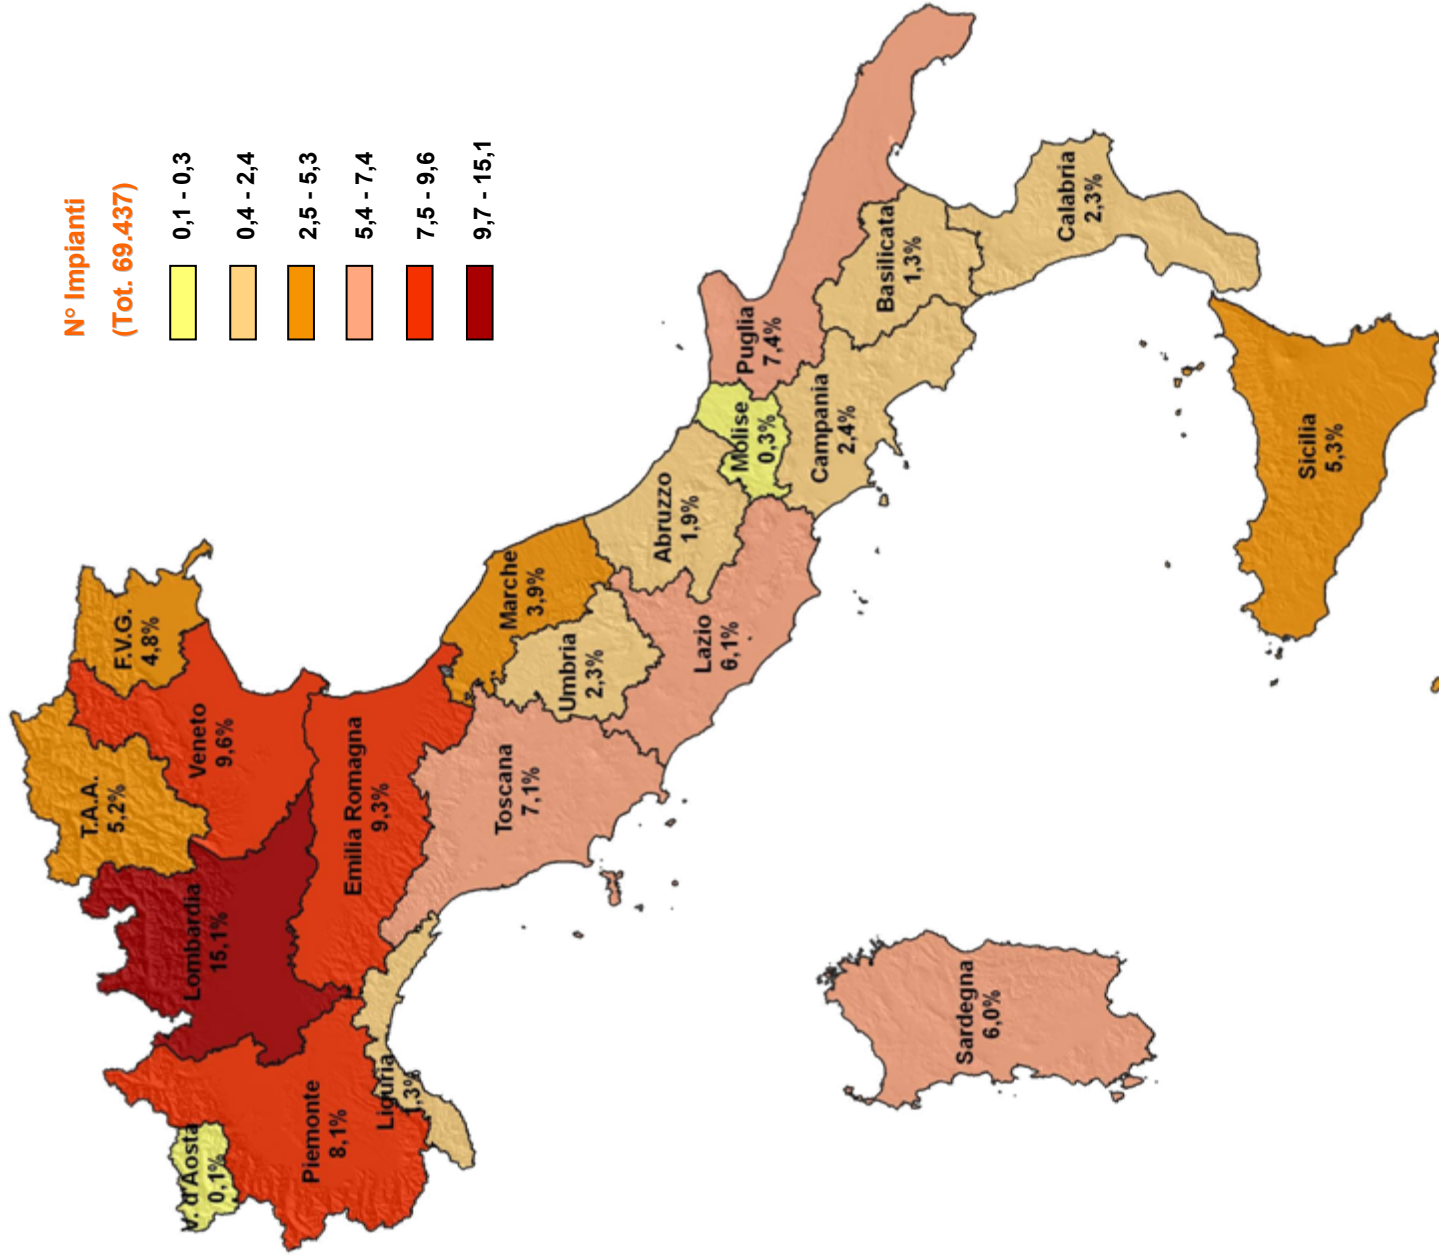 N° Impianti
(Tot. 69.437)
0,1 - 0,3
0,4 - 2,4
2,5 - 5,3
5,4 - 7,4
7,5 - 9,6
9,7 - 15,1
V. d'Aosta
0,1%
Piemonte
8,1%
Liguria
1,3%
Lombardia
15,1%
T.A.A.
5,2%
Veneto
9,6%
F.V.G.
4,8%
Emilia Romagna
9,3%
Toscana
7,1%
Umbria
2,3%
Marche
3,9%
Lazio
6,1%
Abruzzo
1,9%
Molise
0,3%
Campania
2,4%
Puglia
7,4%
Basilicata
1,3%
Calabria
2,3%
Sicilia
5,3%
Sardegna
6,0%